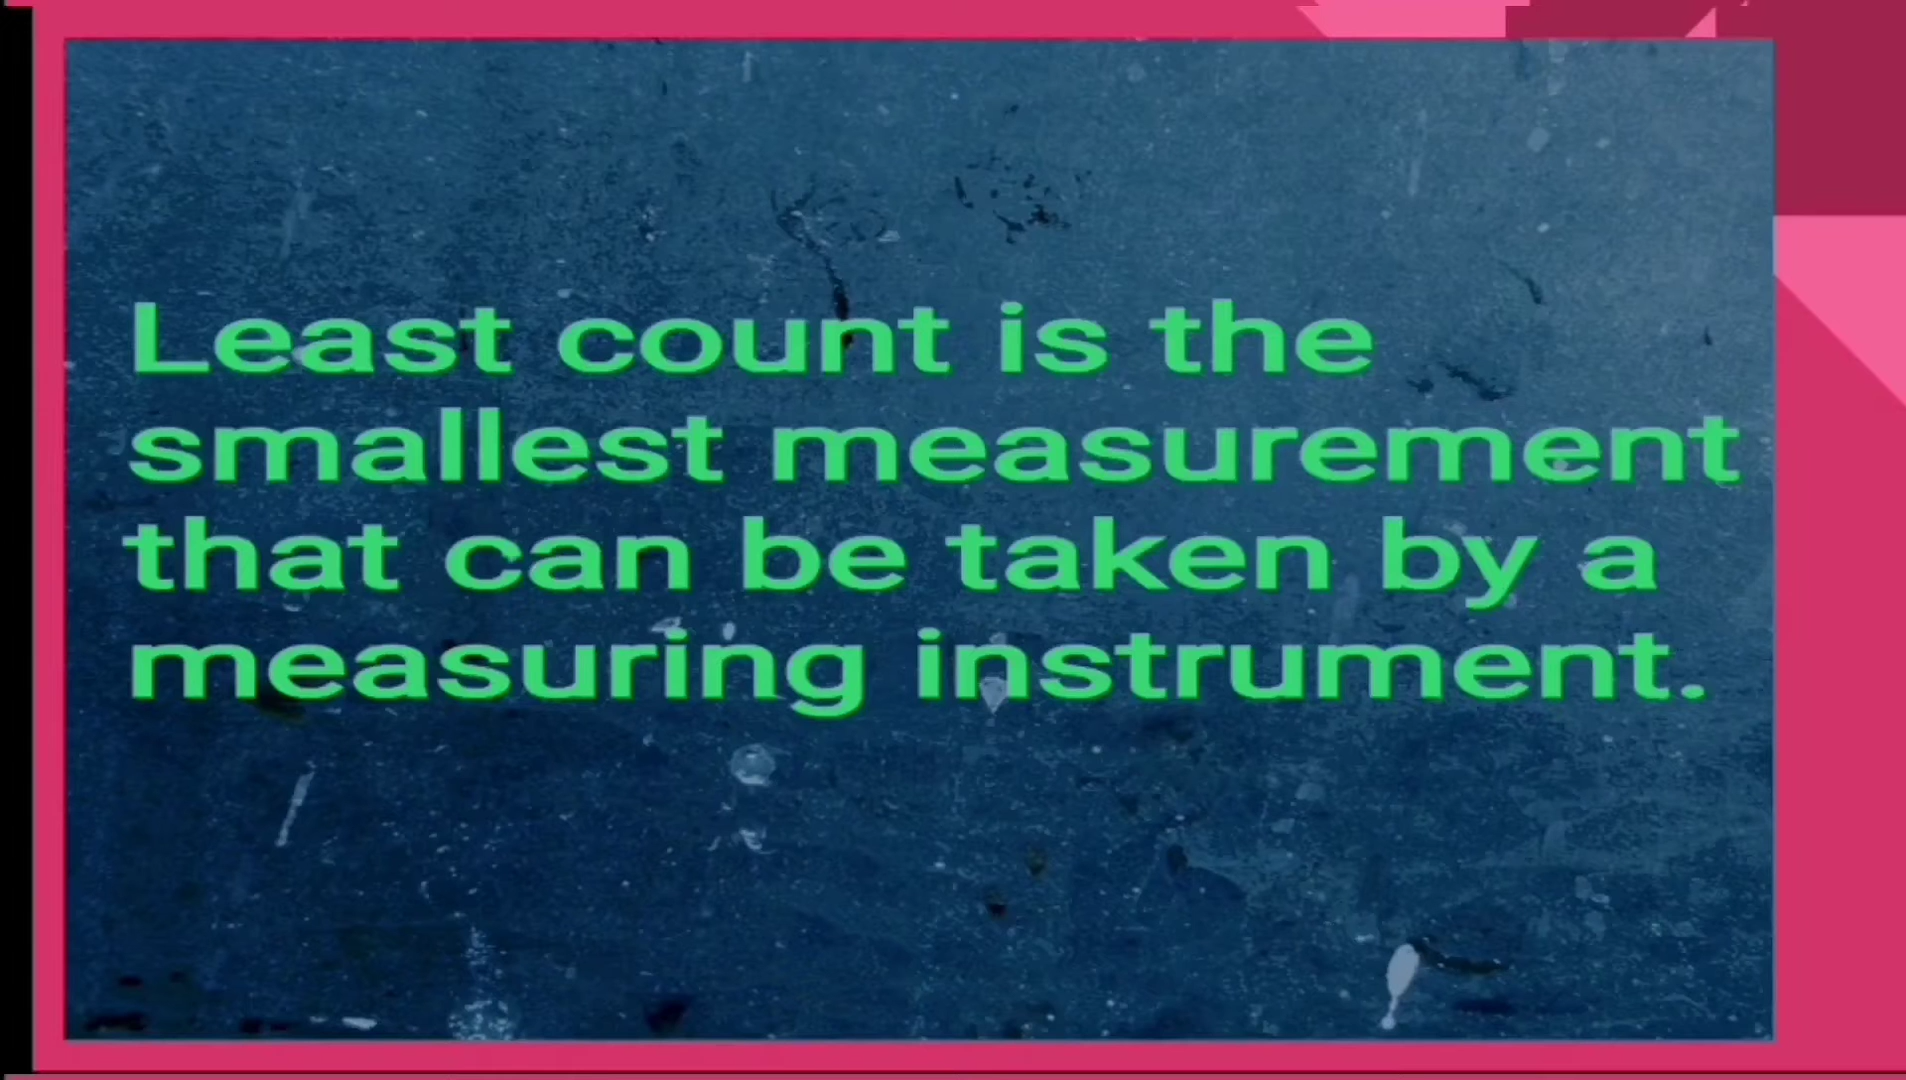 Least count is the
smallest measurement
that can be taken by a
measuring instrument.